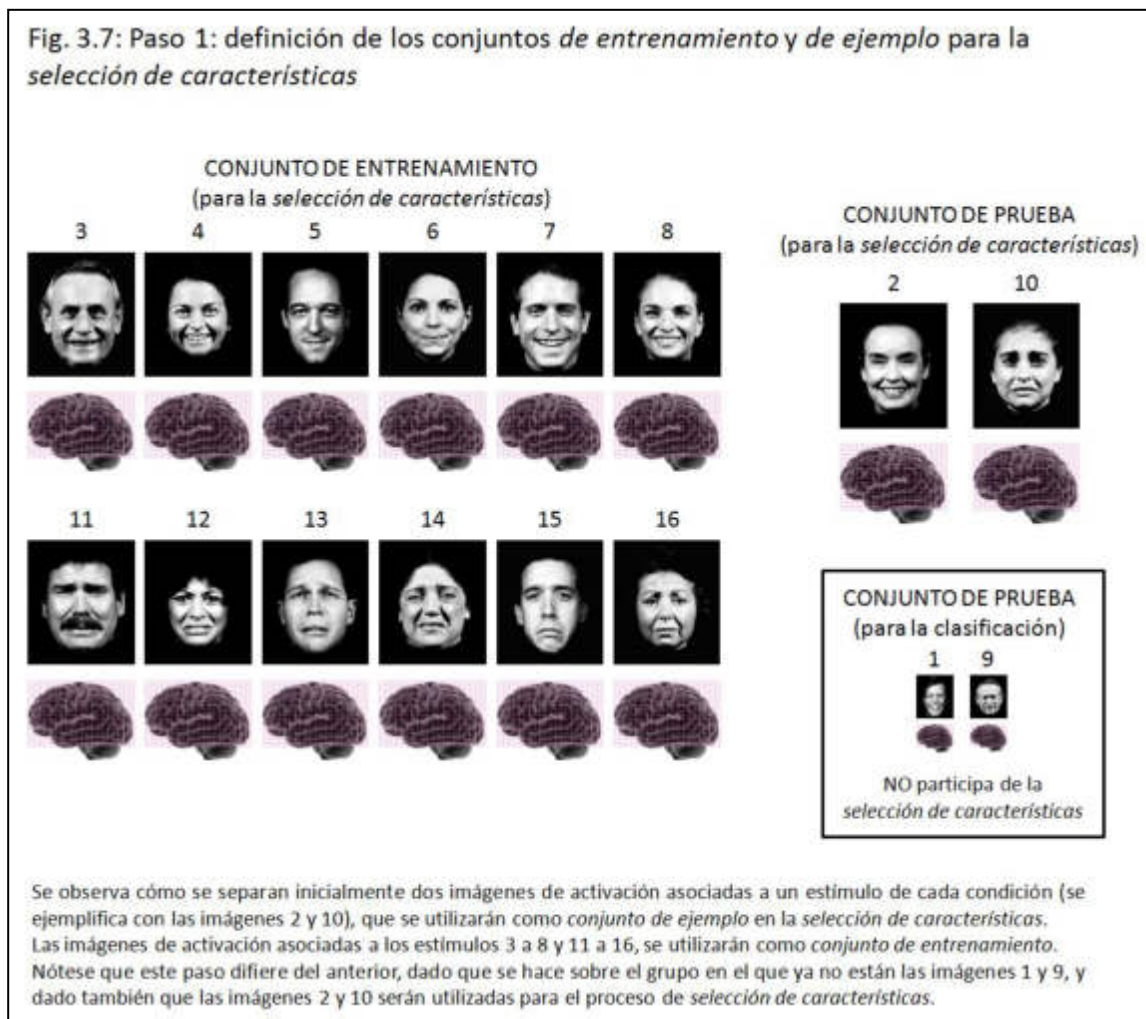 Fig. 3.7: Paso 1: definición de los conjuntos de entrenamiento y de ejemplo para la
selección de características
CONJUNTO DE ENTRENAMIENTO
(para la selección de características)
3 4 5 6 7 8
11 12 13 14 15 16
CONJUNTO DE PRUEBA
(para la selección de características)
2 10
CONJUNTO DE PRUEBA
(para la clasificación)
1 9
NO participa de la
selección de características
Se observa cómo se separan inicialmente dos imágenes de activación asociadas a un estímulo de cada condición (se
ejemplifica con las imágenes 2 y 10), que se utilizarán como conjunto de ejemplo en la selección de características.
Las imágenes de activación asociadas a los estímulos 3 a 8 y 11 a 16, se utilizarán como conjunto de entrenamiento.
Nótese que este paso difiere del anterior, dado que se hace sobre el grupo en el que ya no están las imágenes 1 y 9, y
dado también que las imágenes 2 y 10 serán utilizadas para el proceso de selección de características.